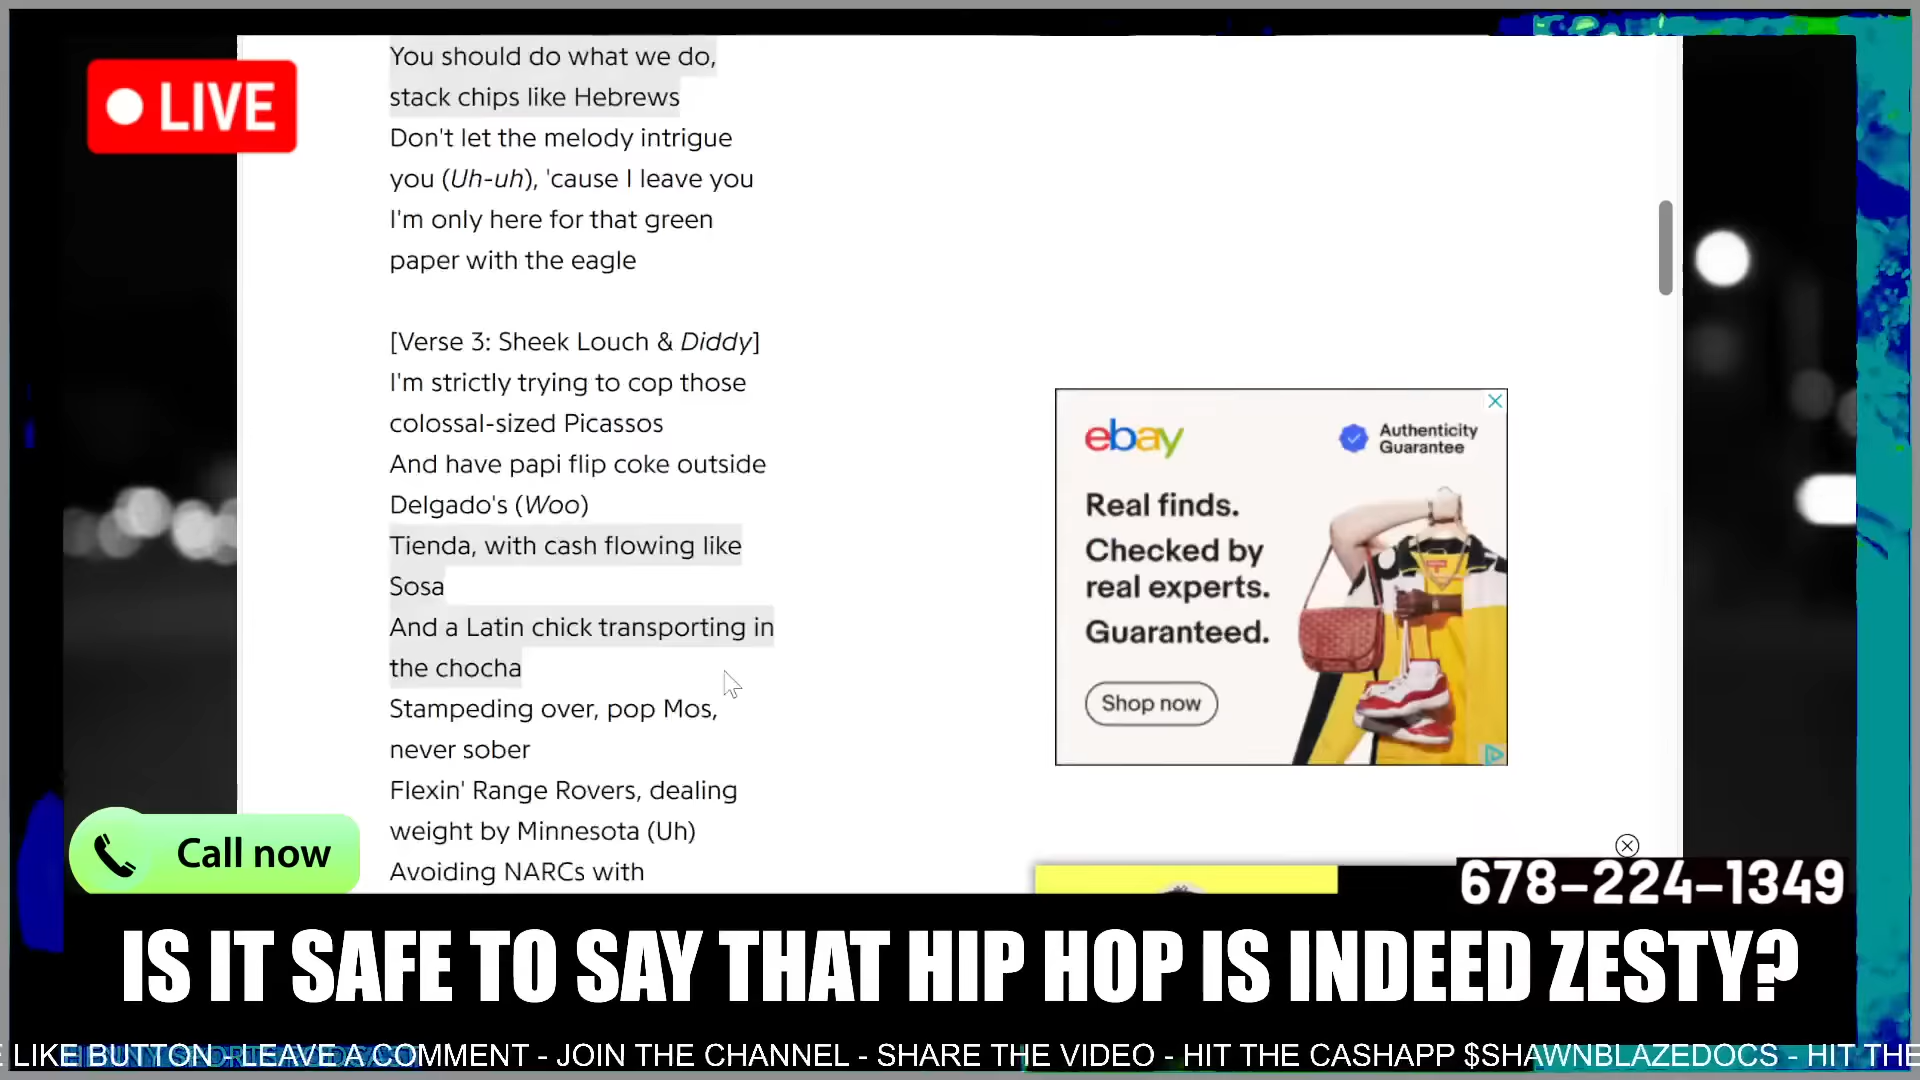 You should do what we do,
stack chips like Hebrews
Don't let the melody intrigue
you (Uh-uh), 'cause I leave you
I'm only here for that green
paper with the eagle
[Verse 3: Sheek Louch & Diddy]
I'm strictly trying to cop those
colossal-sized Picassos
And have papi flip coke outside
Delgado's (Woo)
Tienda, with cash flowing like
Sosa
And a Latin chick transporting in
the chocha
Stampeding over, pop Mos,
never sober
Flexin' Range Rovers, dealing
weight by Minnesota (Uh)
Avoiding NARCs with
LIVE
ebay
Authenticity
Guarantee
Real finds.
Checked by
real experts.
Guaranteed.
Shop now
Call now
678-224-1349
IS IT SAFE TO SAY THAT HIP HOP IS INDEED ZESTY?
E LIKE BUTTON - LEAVE A COMMENT - JOIN THE CHANNEL - SHARE THE VIDEO - HIT THE CASHAPP $SHAWNBLAZEDOCS - HIT THE